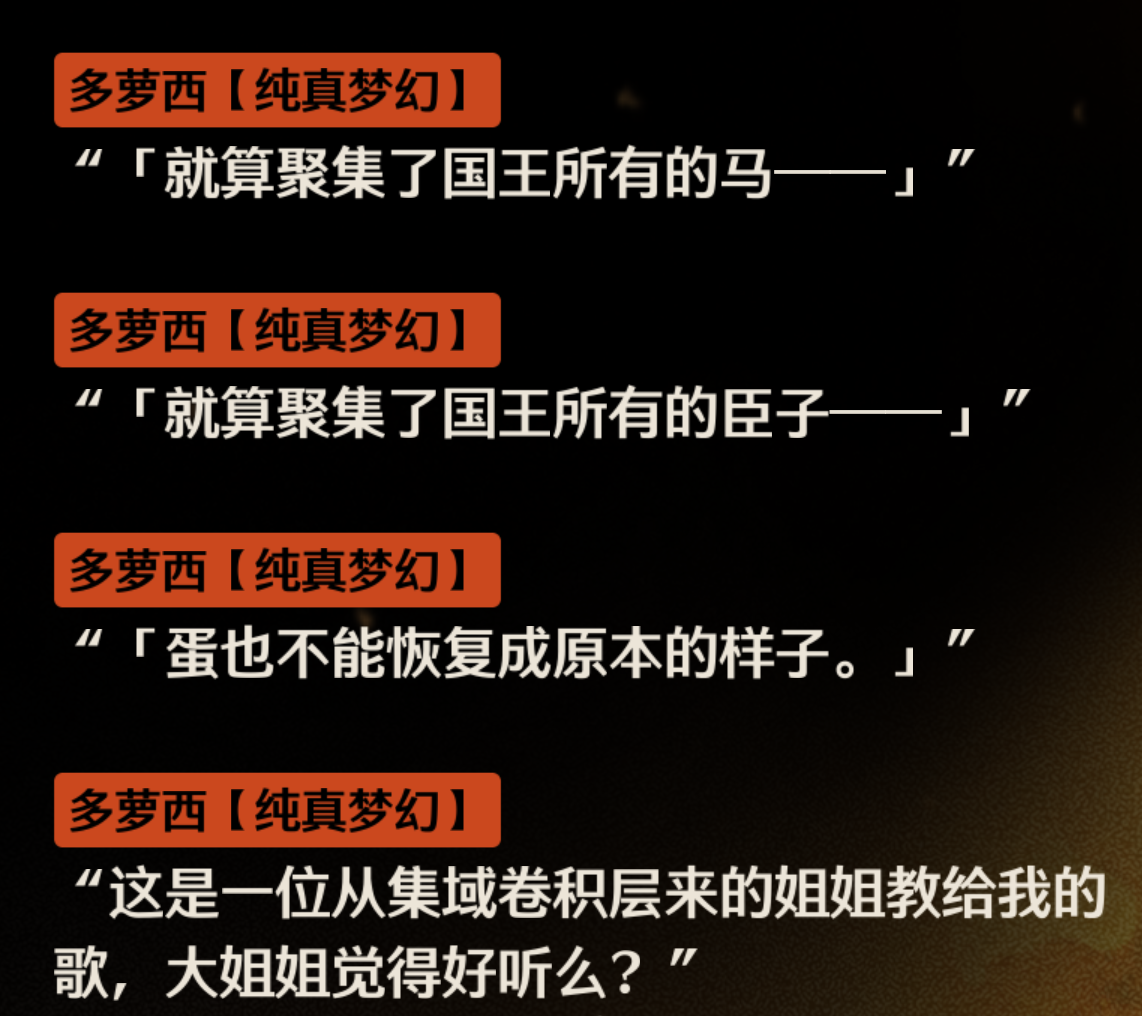 多萝西【纯真梦幻】
“「就算聚集了国王所有的马——」”
多萝西【纯真梦幻】
“「就算聚集了国王所有的臣子——」”
多萝西【纯真梦幻】
“「蛋也不能恢复成原本的样子。」”
多萝西【纯真梦幻】
“这是一位从集域卷积层来的姐姐教给我的
歌，大姐姐觉得好听么？”